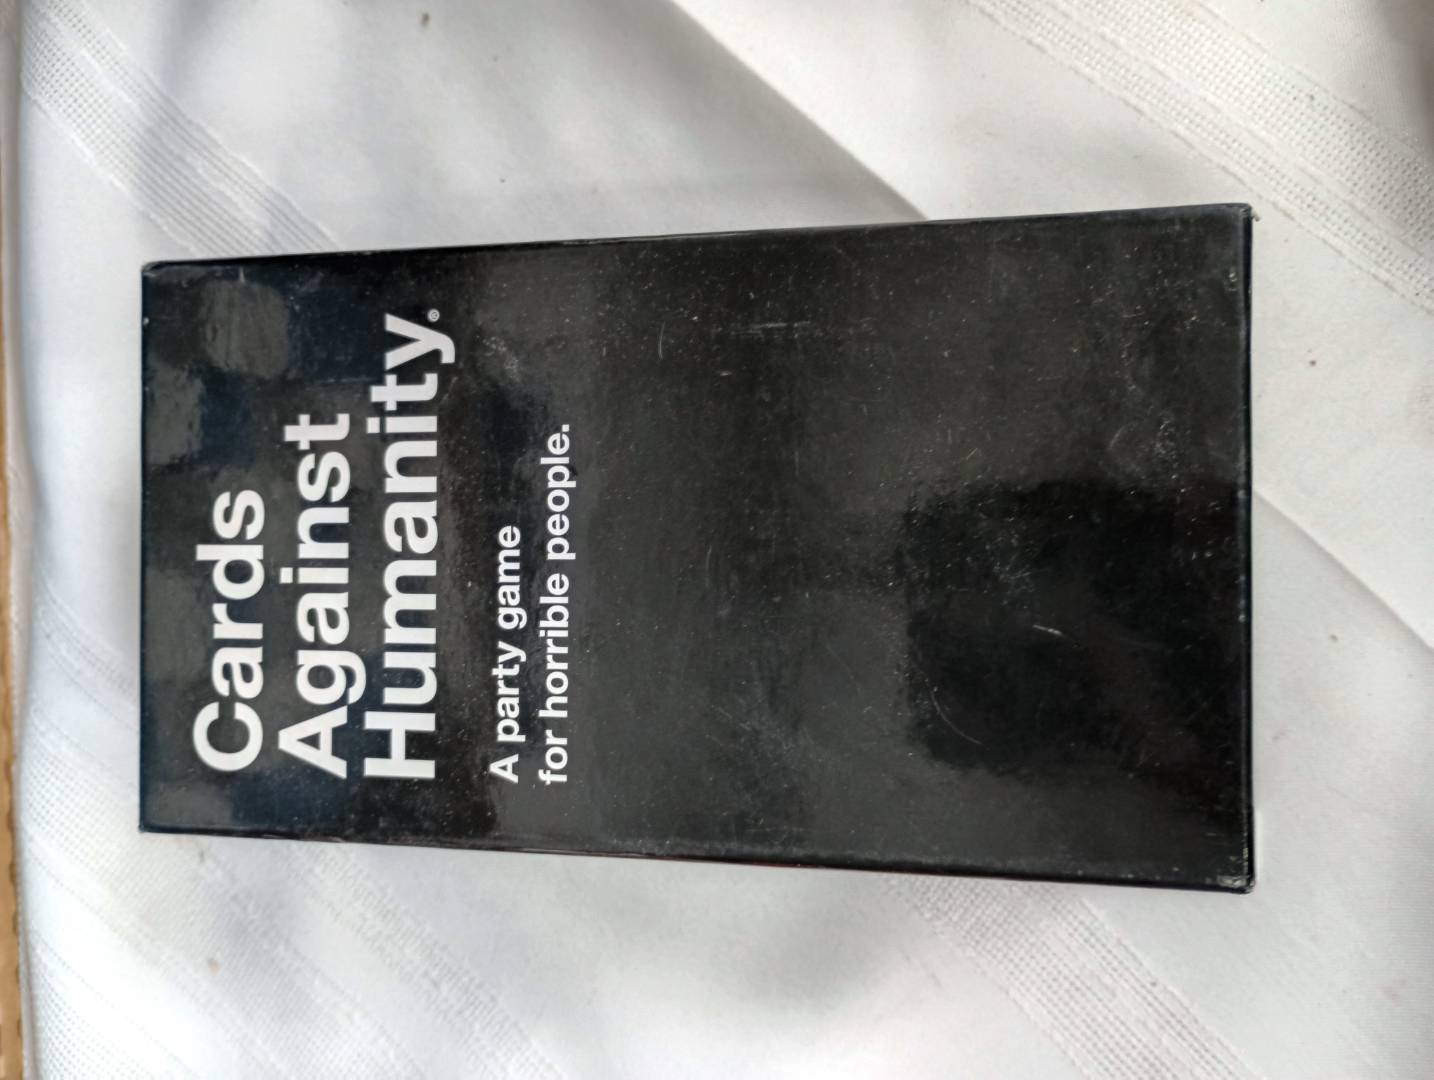 Cards
Against
Humanity.®
A party game
for horrible people.